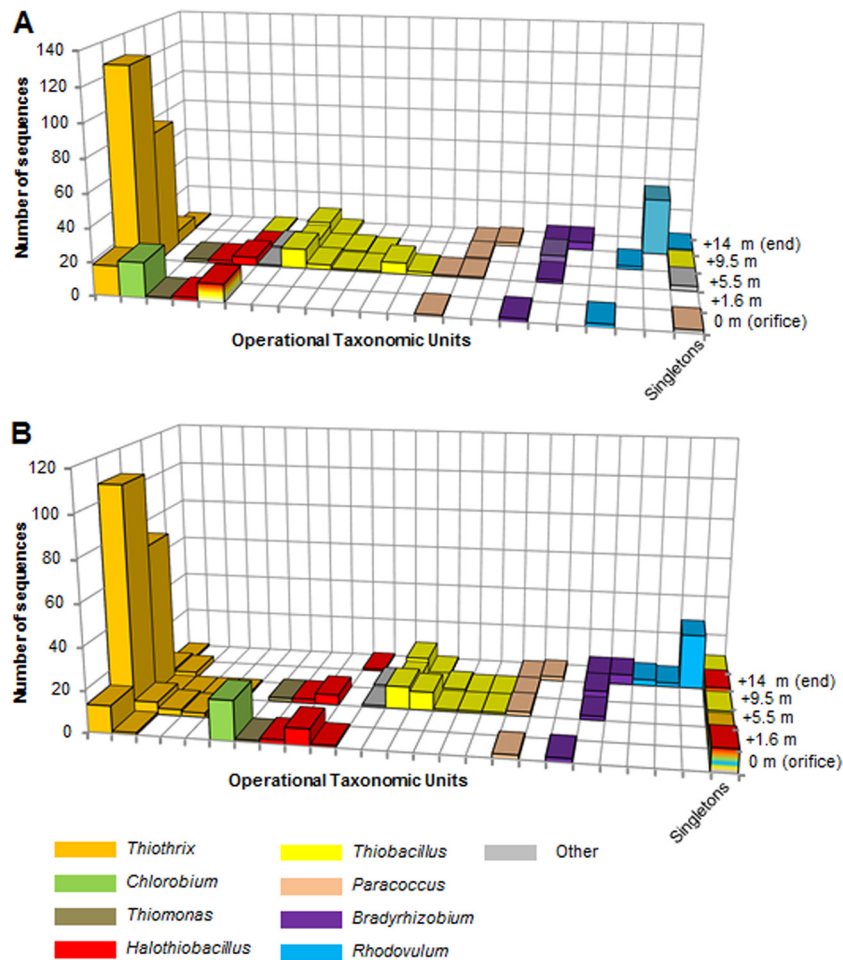 A
Number of sequences
140
120
100
80
60
40
20
0
+14 m (end)
+9.5 m
+5.5 m
+1.6 m
0 m (orifice)
Operational Taxonomic Units
Singletons
B
Number of sequences
120
100
80
60
40
20
0
+14 m (end)
+9.5 m
+5.5 m
+1.6 m
0 m (orifice)
Operational Taxonomic Units
Singletons
Thiothrix
Thiobacillus
Other
Chlorobium
Paracoccus
Thiomonas
Bradyrhizobium
Halothiobacillus
Rhodovulum